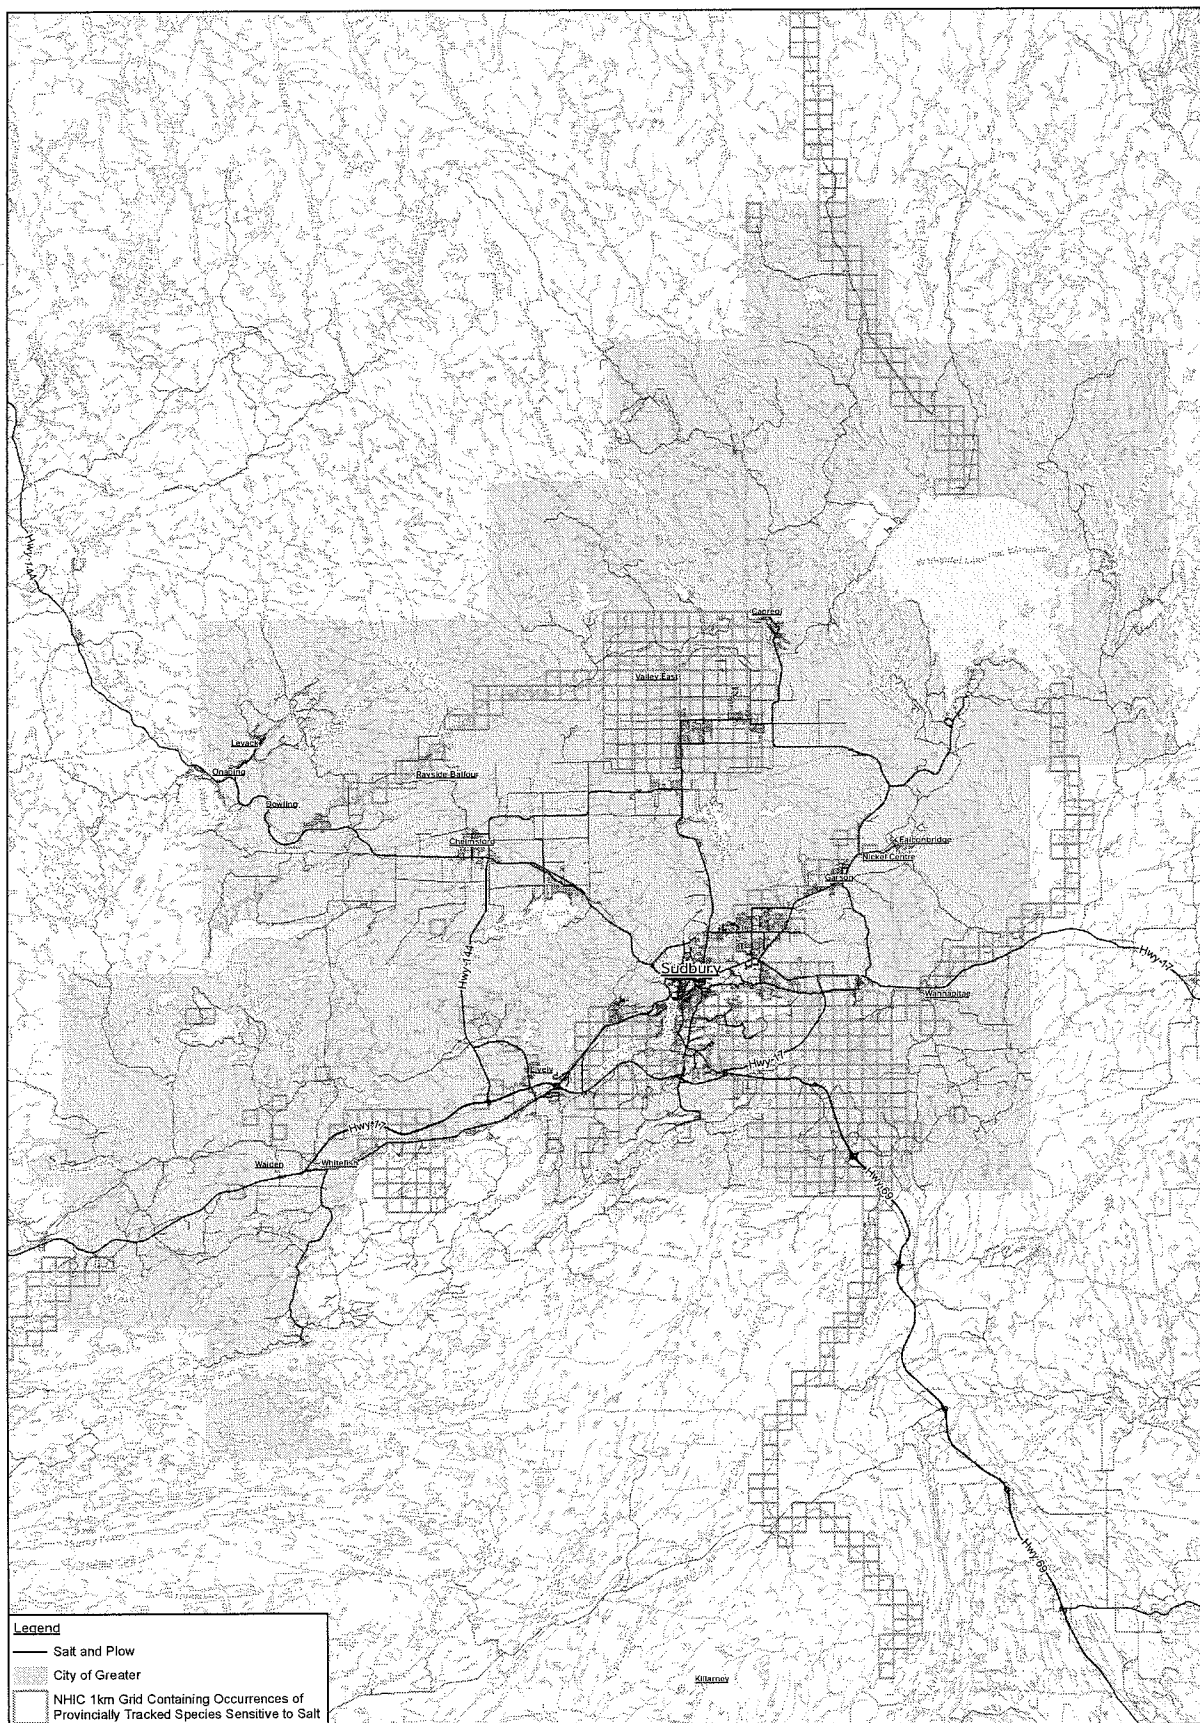 Hwy-144
Capreol
Valley East
Levack
Onaping
Rayside-Balfour
Dowling
Chelmsford
Falconbridge
Nickel Centre
Garson
Hwy-144
Sudbury
Hwy-17
Wahnapitae
Lively
Hwy-17
Hwy-17
Walden
Whitefish
Hwy-69
Hwy-69
Killarney
Legend
Salt and Plow
City of Greater
NHIC 1km Grid Containing Occurrences of
Provincially Tracked Species Sensitive to Salt